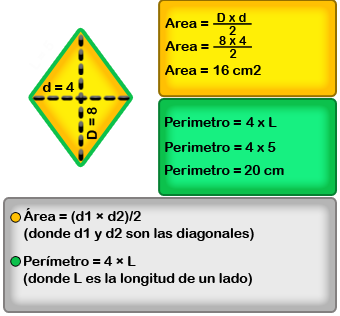 d = 4
D = 8
Area = D x d / 2
Area = 8 x 4 / 2
Area = 16 cm2
Perimetro = 4 x L
Perimetro = 4 x 5
Perimetro = 20 cm
Área = (d1 × d2)/2
(donde d1 y d2 son las diagonales)
Perímetro = 4 × L
(donde L es la longitud de un lado)